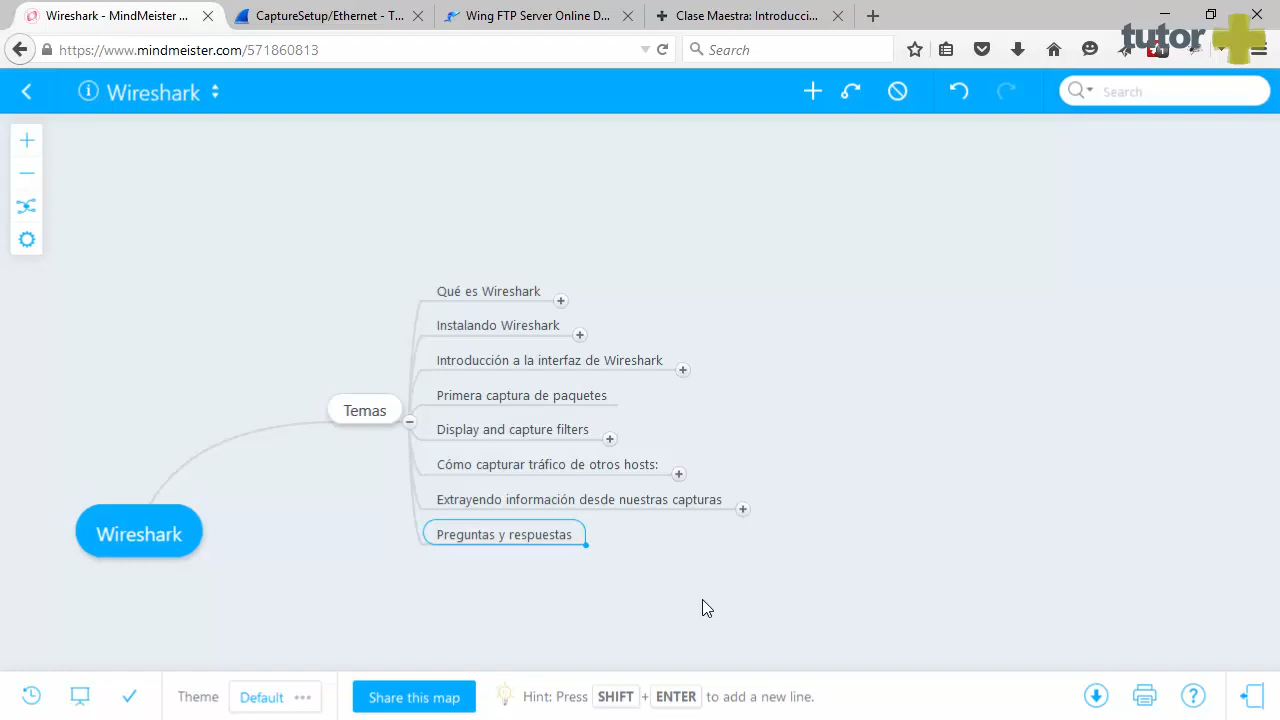 Wireshark - MindMeister ...
CaptureSetup/Ethernet - T...
Wing FTP Server Online D...
Clase Maestra: Introducci...
https://www.mindmeister.com/571860813
Search
tutor
Wireshark
Search
Qué es Wireshark
Instalando Wireshark
Introducción a la interfaz de Wireshark
Primera captura de paquetes
Temas
Display and capture filters
Cómo capturar tráfico de otros hosts:
Extrayendo información desde nuestras capturas
Preguntas y respuestas
Wireshark
Theme
Default
Share this map
Hint: Press SHIFT + ENTER to add a new line.